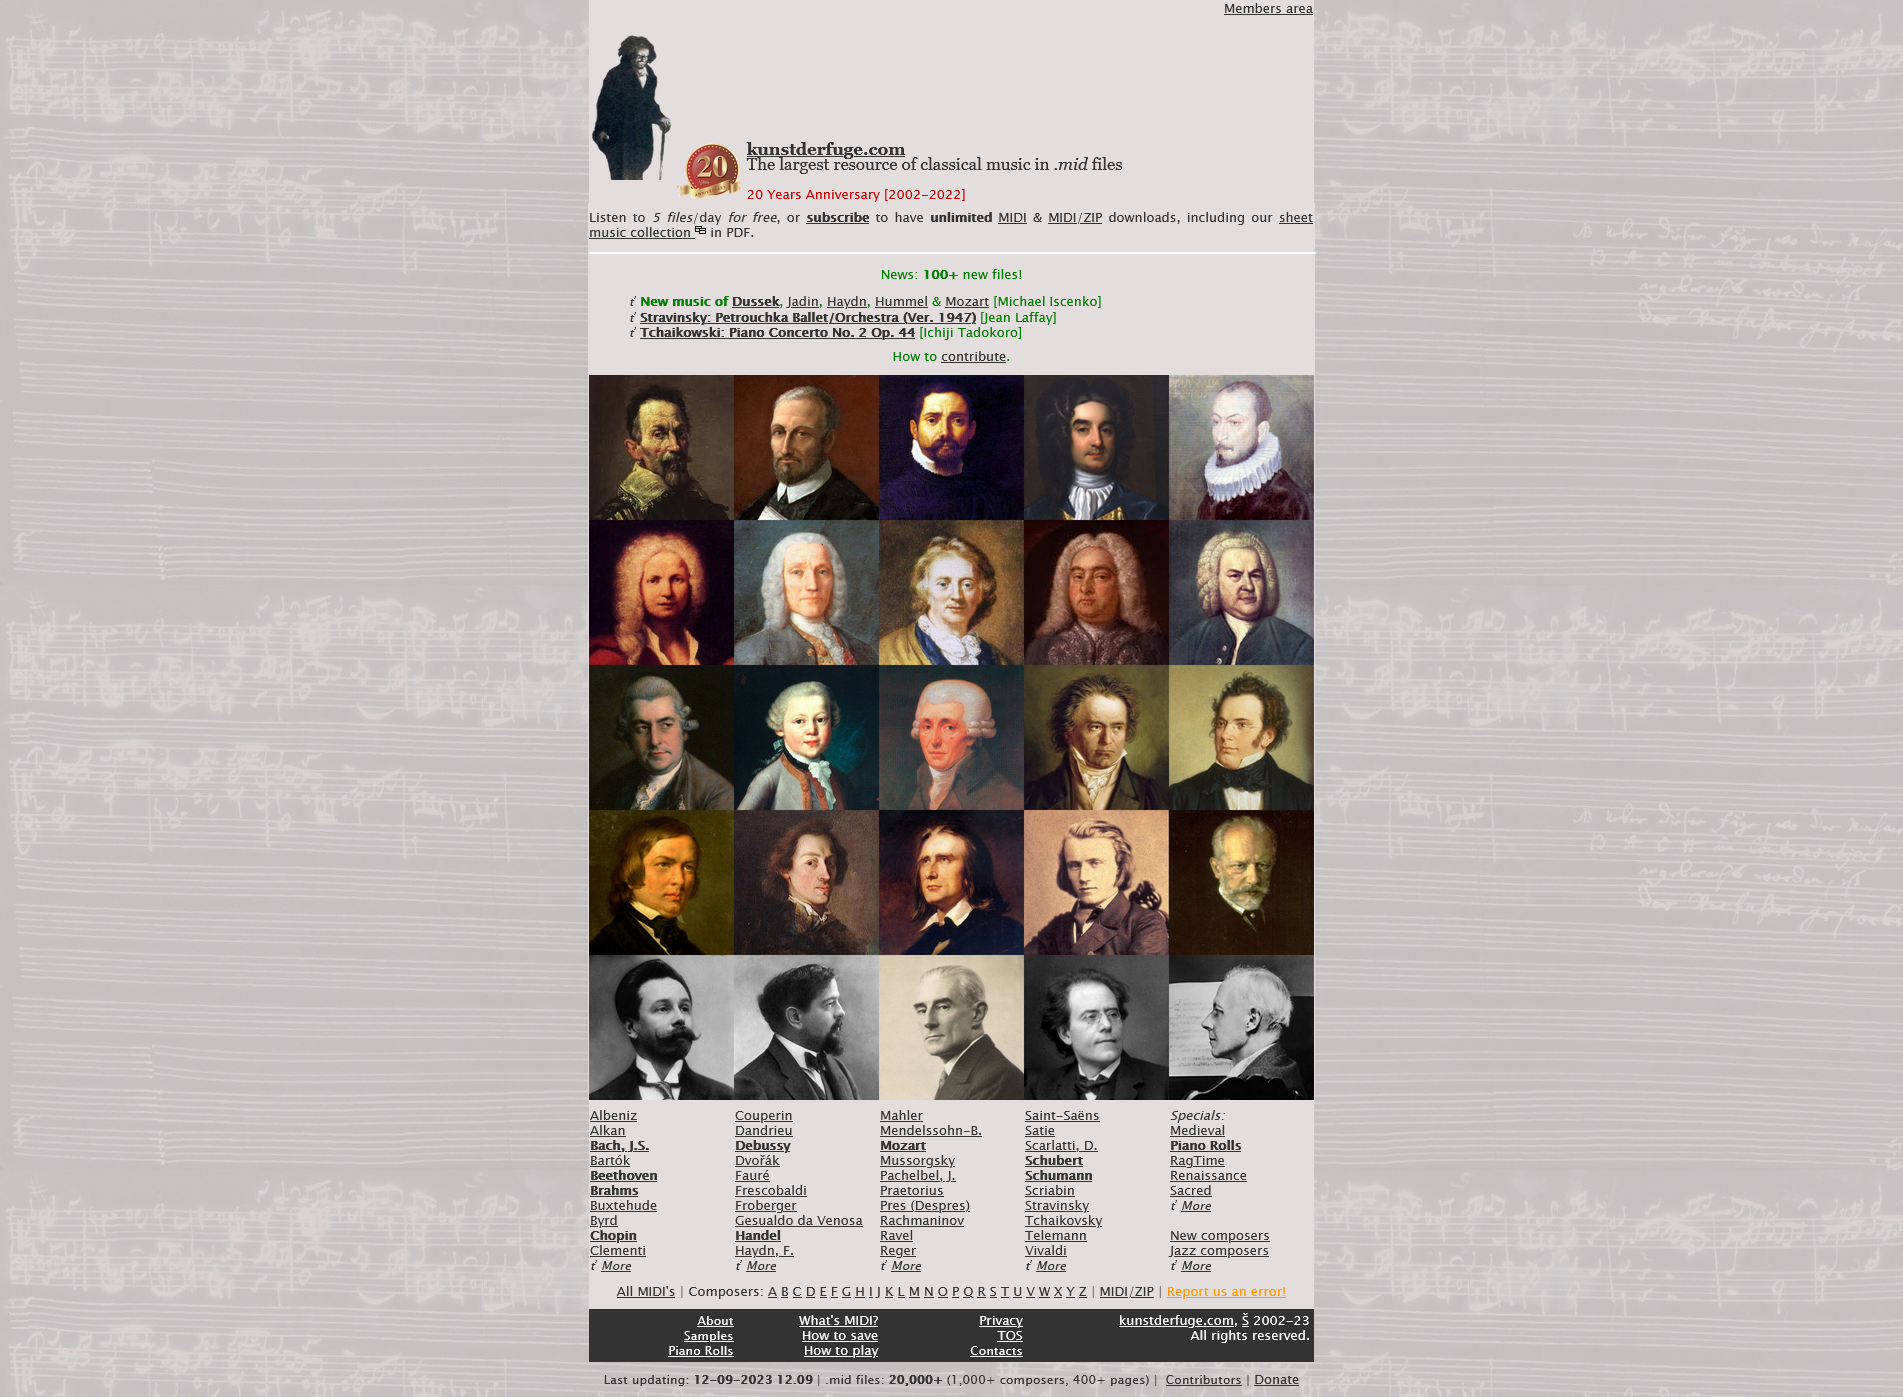 Members area
kunstderfuge.com
The largest resource of classical music in .mid files
20
20 Years Anniversary [2002–2022]
Listen to 5 files/day for free, or subscribe to have unlimited MIDI & MIDI/ZIP downloads, including our sheet
music collection in PDF.
News: 100+ new files!
ť New music of Dussek, Jadin, Haydn, Hummel & Mozart [Michael Iscenko]
ť Stravinsky: Petrouchka Ballet/Orchestra (Ver. 1947) [Jean Laffay]
ť Tchaikowski: Piano Concerto No. 2 Op. 44 [Ichiji Tadokoro]
How to contribute.
Albeniz
Alkan
Bach, J.S.
Bartók
Beethoven
Brahms
Buxtehude
Byrd
Chopin
Clementi
ť More
Couperin
Dandrieu
Debussy
Dvořák
Fauré
Frescobaldi
Froberger
Gesualdo da Venosa
Handel
Haydn, F.
ť More
Mahler
Mendelssohn-B.
Mozart
Mussorgsky
Pachelbel, J.
Praetorius
Pres (Despres)
Rachmaninov
Ravel
Reger
ť More
Saint-Saëns
Satie
Scarlatti, D.
Schubert
Schumann
Scriabin
Stravinsky
Tchaikovsky
Telemann
Vivaldi
ť More
Specials:
Medieval
Piano Rolls
RagTime
Renaissance
Sacred
ť More
New composers
Jazz composers
ť More
All MIDI's | Composers: A B C D E F G H I J K L M N O P Q R S T U V W X Y Z | MIDI/ZIP | Report us an error!
About
Samples
Piano Rolls
What's MIDI?
How to save
How to play
Privacy
TOS
Contacts
kunstderfuge.com, Š 2002-23
All rights reserved.
Last updating: 12-09-2023 12.09 | .mid files: 20,000+ (1,000+ composers, 400+ pages) | Contributors | Donate